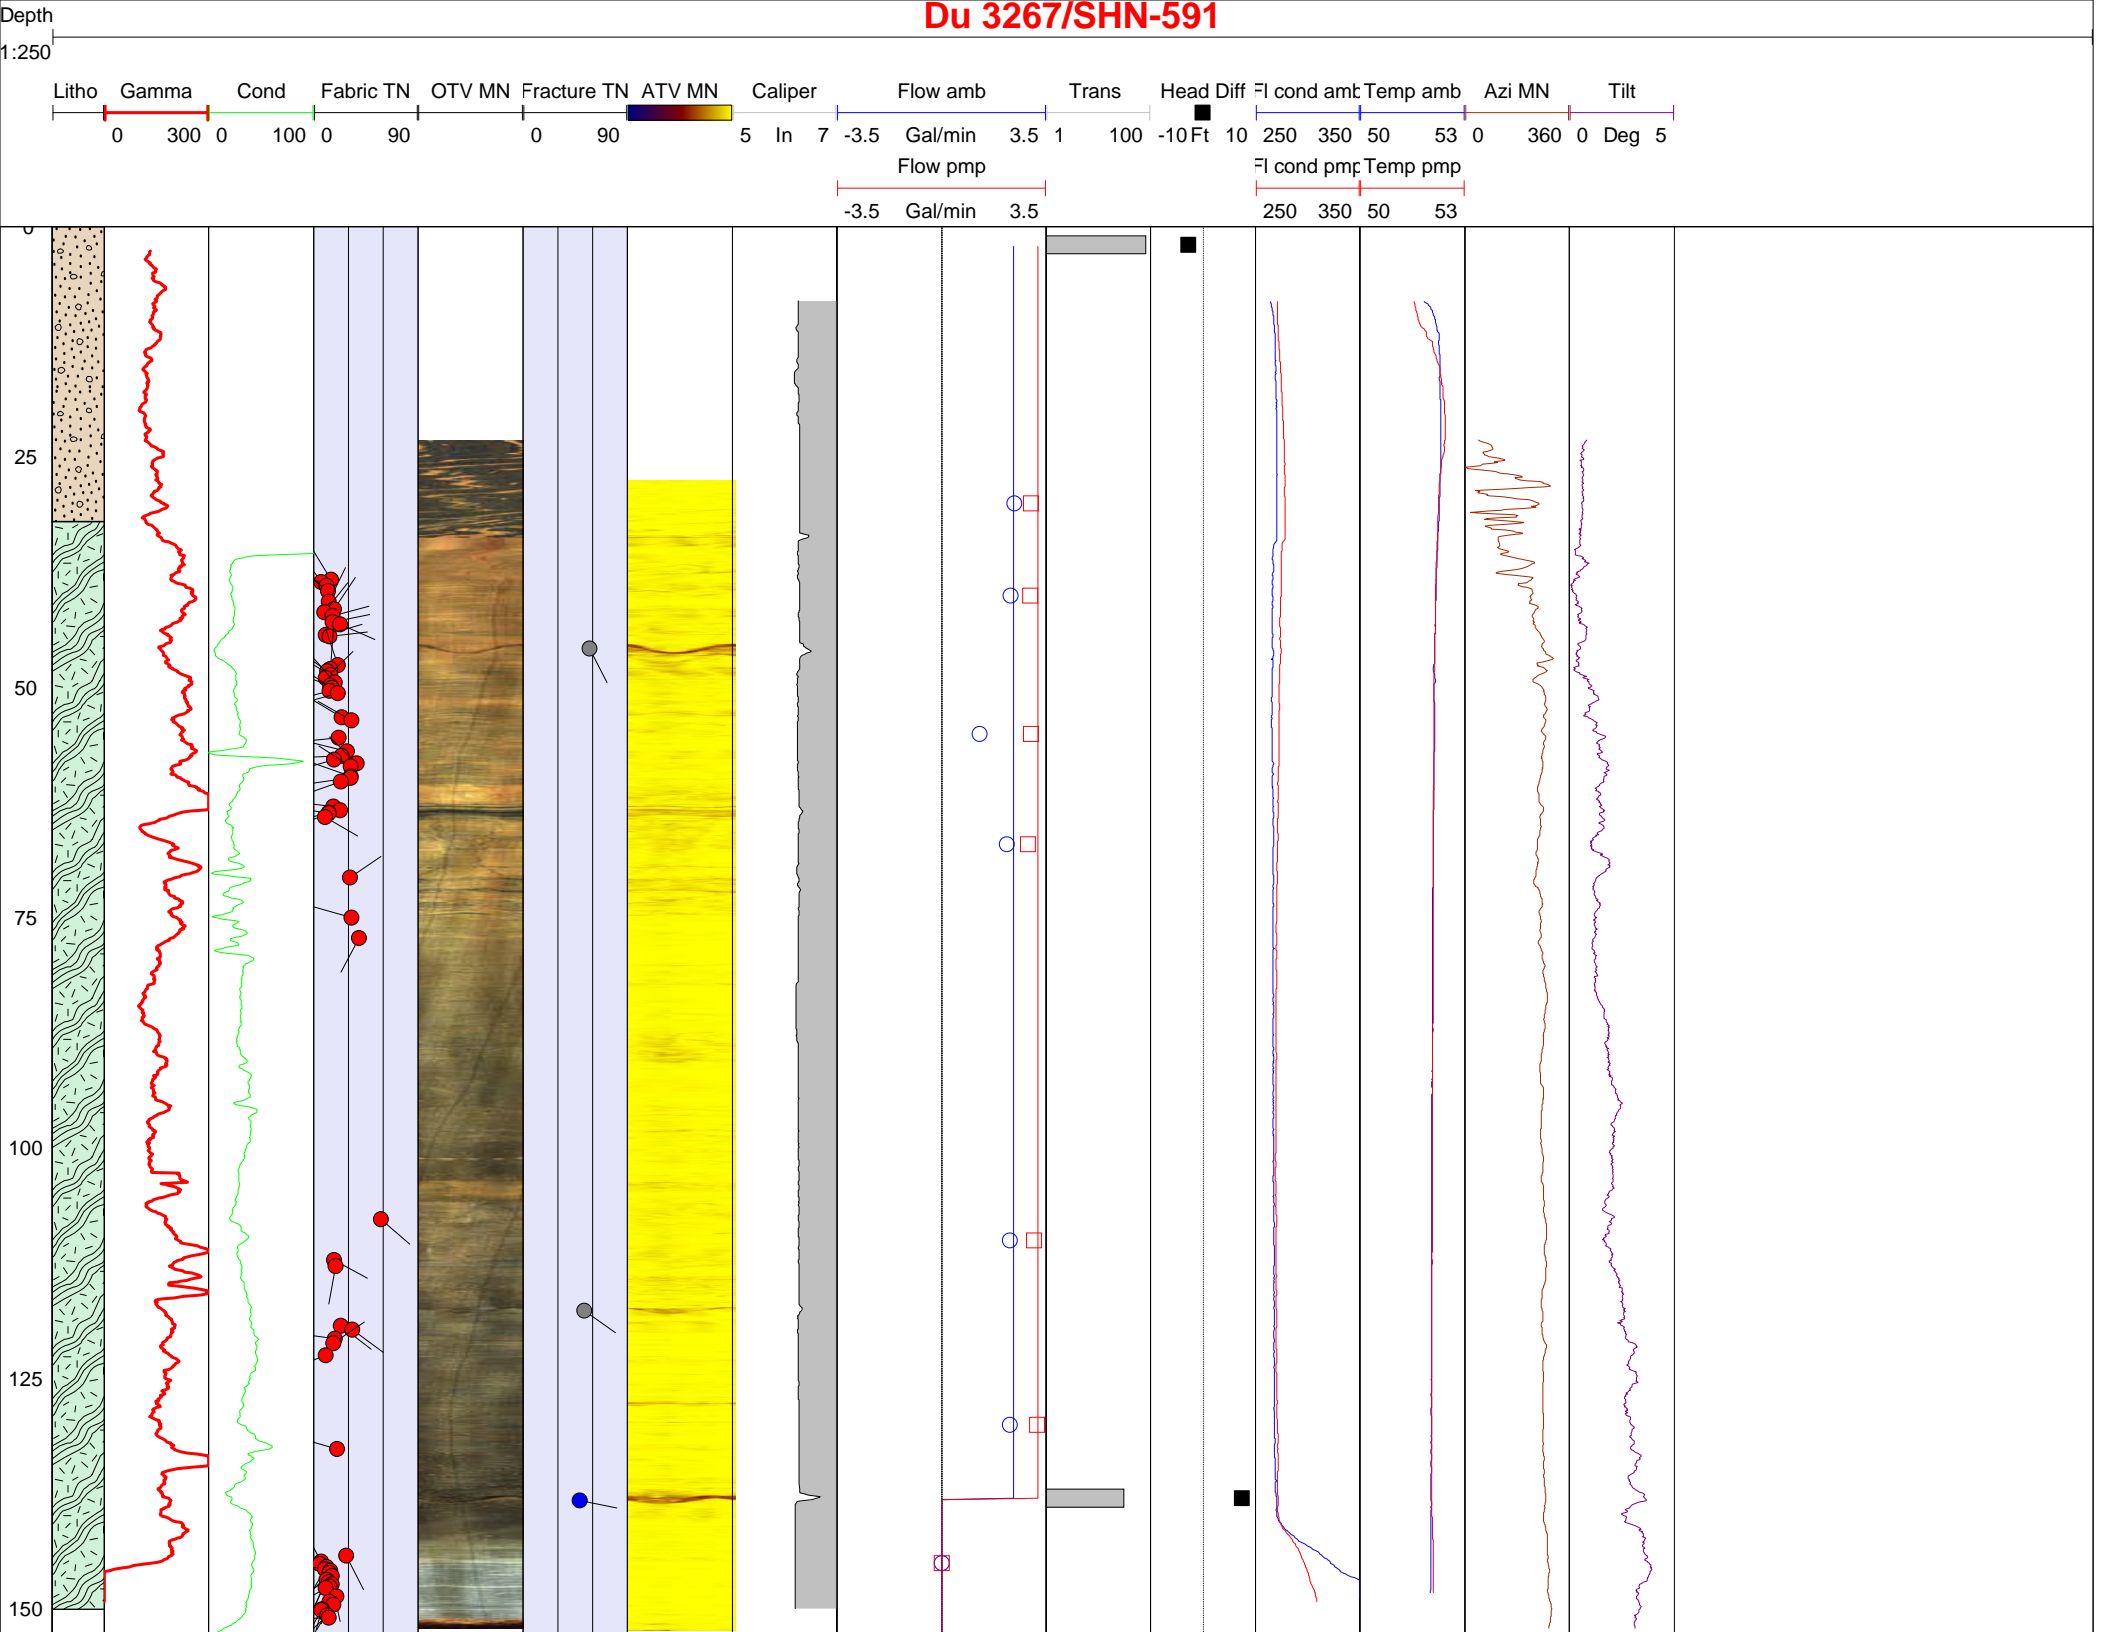 Du 3267/SHN-591
Depth
1:250
Litho Gamma Cond Fabric TN OTV MN Fracture TN ATV MN Caliper Flow amb Trans Head Diff Fl cond amb Temp amb Azi MN Tilt
0 300 0 100 0 90 0 90 5 In 7 -3.5 Gal/min 3.5 1 100 -10 Ft 10 250 350 50 53 0 360 0 Deg 5
Flow pmp Fl cond pmp Temp pmp
-3.5 Gal/min 3.5 250 350 50 53
0
25
50
75
100
125
150